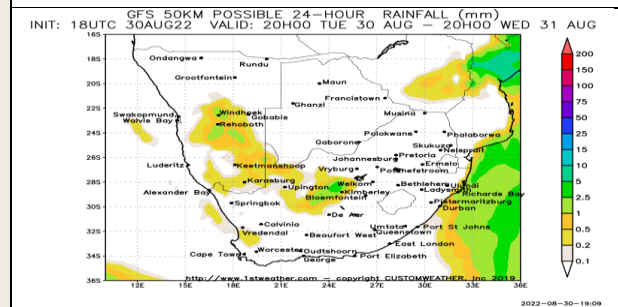 GFS 50KM POSSIBLE 24-HOUR RAINFALL (mm)
INIT: 18UTC 30AUG22 VALID: 20H00 TUE 30 AUG - 20H00 WED 31 AUG
16S
18S
20S
22S
24S
26S
28S
30S
32S
34S
36S
Ondangwa
Rundu
Grootfontein
Maun
Ghanzi
Francistown
Windhoek
Gobabis
Rehoboth
Swakopmund
Walvis Bay
Musina
Polokwane
Phalaborwa
Gaborone
Skukuza
Nelspruit
Johannesburg
Pretoria
Luderitz
Keetmanshoop
Vryburg
Potchefstroom
Ermelo
Karasburg
Upington
Welkom
Bethlehem
Ulundi
Alexander Bay
Kimberley
Ladysmith
Richards Bay
Springbok
Bloemfontein
Pietermaritzburg
Durban
De Aar
Calvinia
Vredendal
Beaufort West
Umtata
Queenstown
Port St Johns
East London
Cape Town
Worcester
Oudtshoorn
George
Port Elizabeth
http://www.1stweather.com - copyright CUSTOMWEATHER, Inc 2019
12E 15E 18E 21E 24E 27E 30E 33E 36E
200
150
100
75
50
25
15
10
5
2.5
1
0.5
0.2
0.1
2022-08-30-19:09